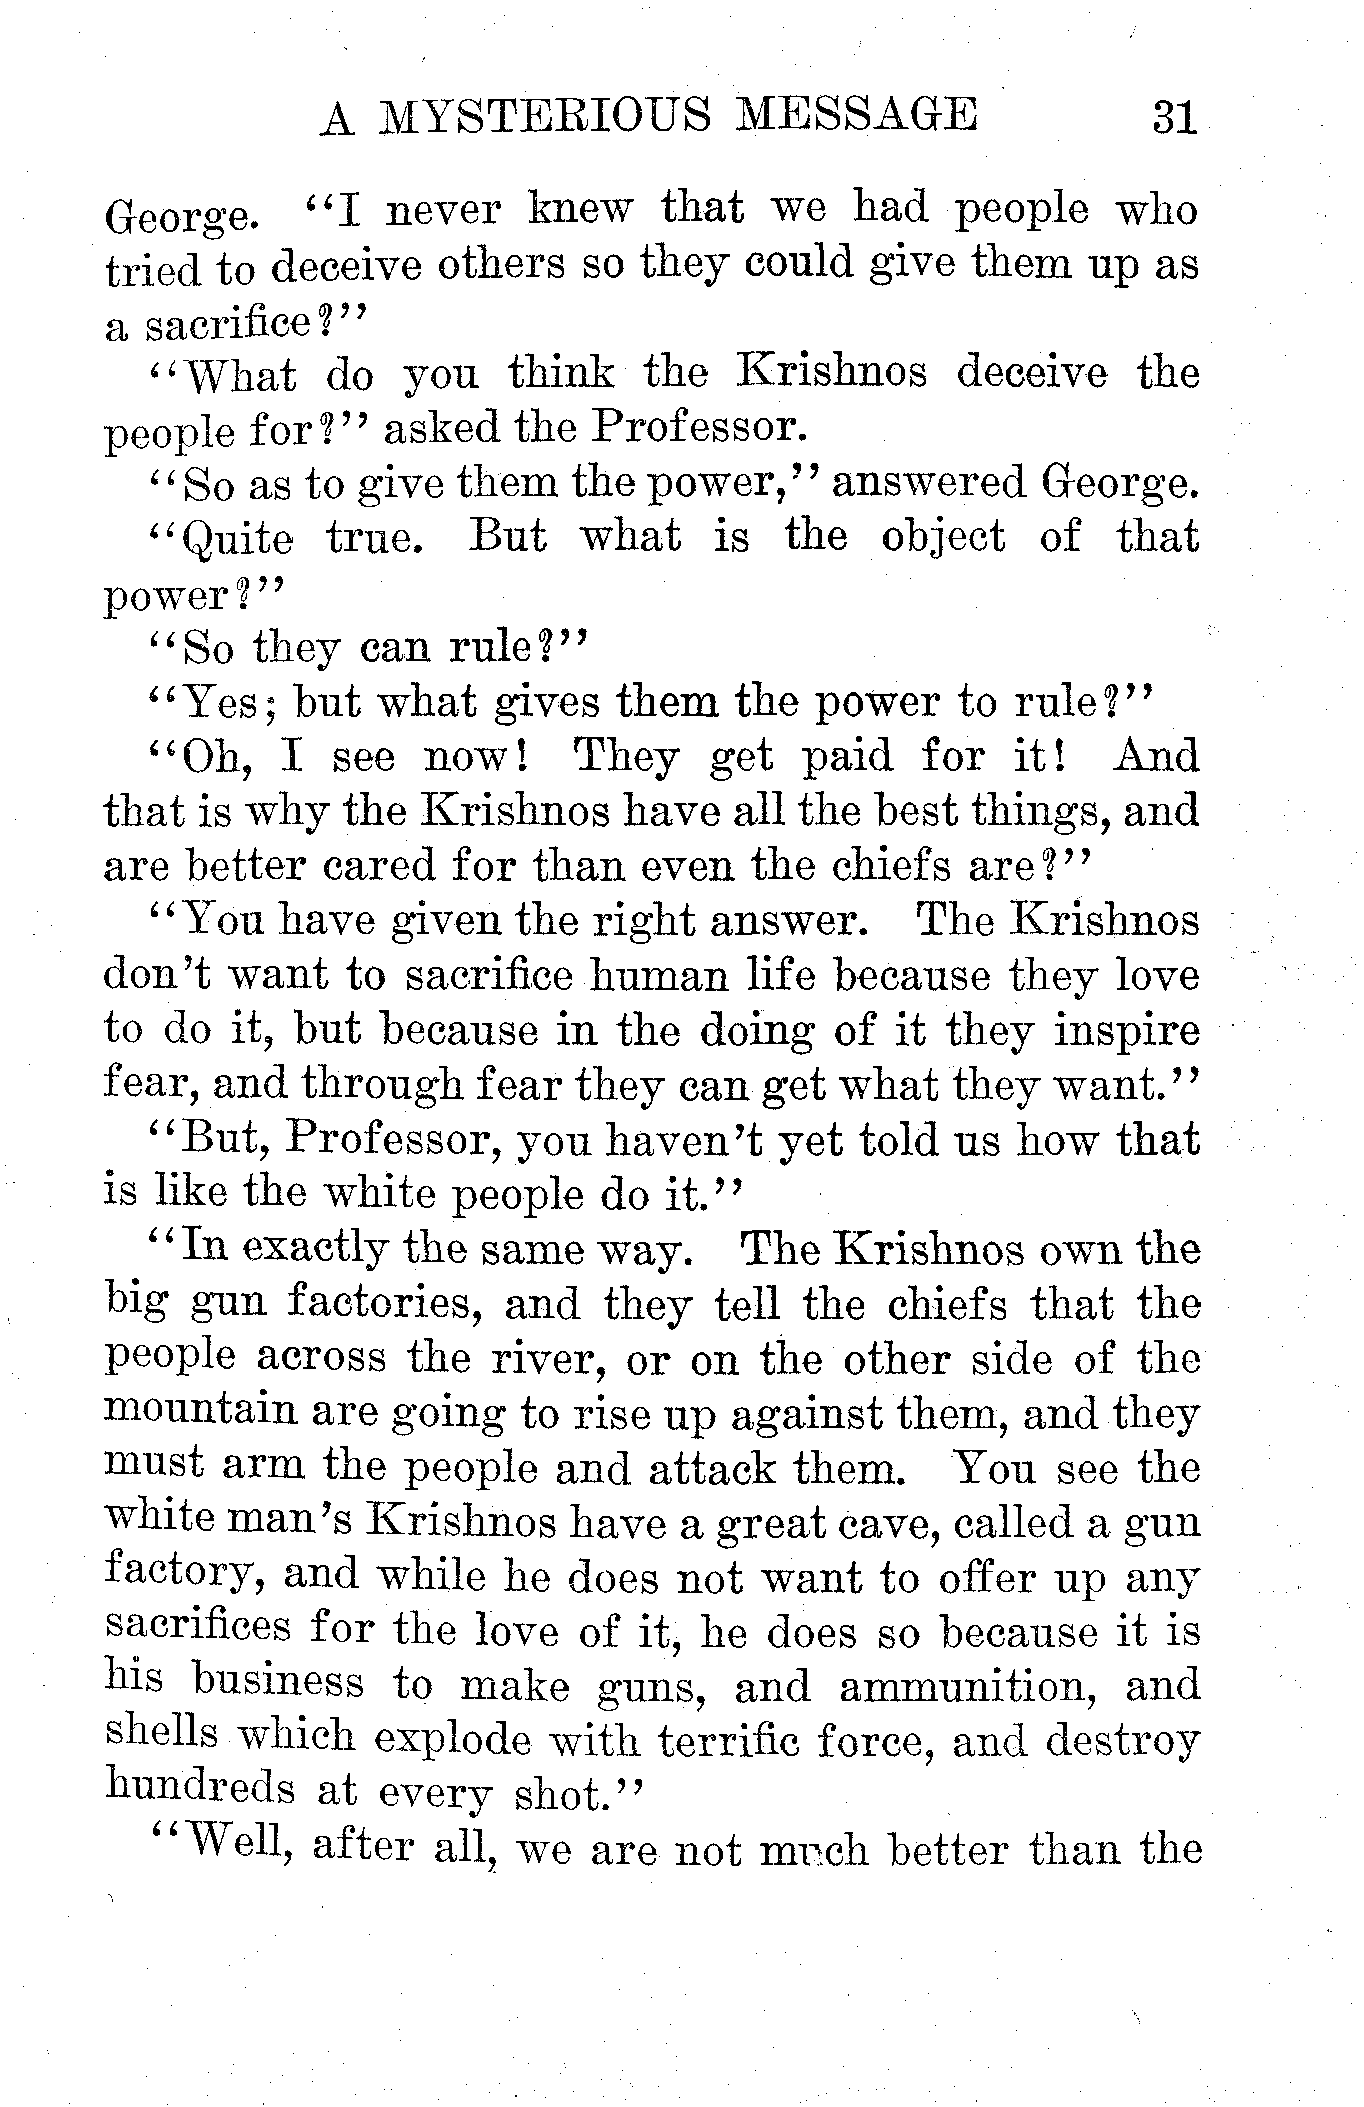 A MYSTERIOUS MESSAGE 31
George. "I never knew that we had people who
tried to deceive others so they could give them up as
a sacrifice?"
"What do you think the Krishnos deceive the
people for?" asked the Professor.
"So as to give them the power," answered George.
"Quite true. But what is the object of that
power?"
"So they can rule?"
"Yes; but what gives them the power to rule?"
"Oh, I see now! They get paid for it! And
that is why the Krishnos have all the best things, and
are better cared for than even the chiefs are?"
"You have given the right answer. The Krishnos
don't want to sacrifice human life because they love
to do it, but because in the doing of it they inspire
fear, and through fear they can get what they want."
"But, Professor, you haven't yet told us how that
is like the white people do it."
"In exactly the same way. The Krishnos own the
big gun factories, and they tell the chiefs that the
people across the river, or on the other side of the
mountain are going to rise up against them, and they
must arm the people and attack them. You see the
white man's Krishnos have a great cave, called a gun
factory, and while he does not want to offer up any
sacrifices for the love of it, he does so because it is
his business to make guns, and ammunition, and
shells which explode with terrific force, and destroy
hundreds at every shot."
"Well, after all, we are not much better than the